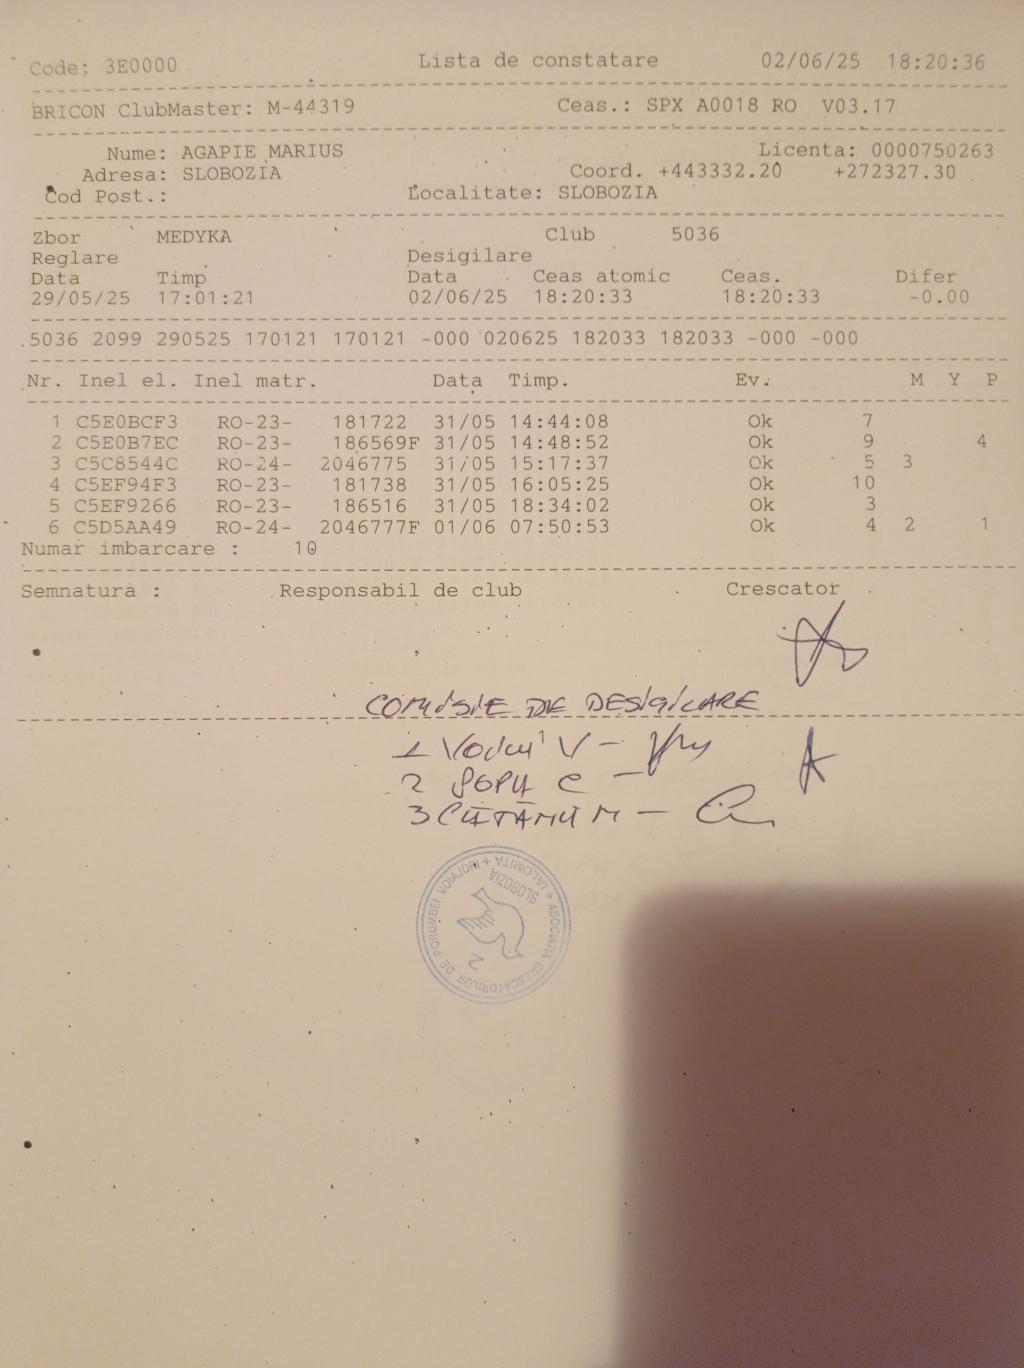 Code: 3E0000 Lista de constatare 02/06/25 18:20:36
BRICON ClubMaster: M-44319 Ceas.: SPX A0018 RO V03.17
Nume: AGAPIE MARIUS Licenta: 0000750263
Adresa: SLOBOZIA Coord. +443332.20 +272327.30
Cod Post.: Localitate: SLOBOZIA
Zbor MEDYKA Club 5036
Reglare Desigilare
Data Timp Data Ceas atomic Ceas. Difer
29/05/25 17:01:21 02/06/25 18:20:33 18:20:33 -0.00
5036 2099 290525 170121 170121 -000 020625 182033 182033 -000 -000
Nr. Inel el. Inel matr. Data Timp. Ev. M Y P
1 C5E0BCF3 RO-23- 181722 31/05 14:44:08 Ok 7
2 C5E0B7EC RO-23- 186569F 31/05 14:48:52 Ok 9 4
3 C5C8544C RO-24- 2046775 31/05 15:17:37 Ok 5 3
4 C5EF94F3 RO-23- 181738 31/05 16:05:25 Ok 10
5 C5EF9266 RO-23- 186516 31/05 18:34:02 Ok 3
6 C5D5AA49 RO-24- 2046777F 01/06 07:50:53 Ok 4 2 1
Numar imbarcare : 10
Semnatura : Responsabil de club Crescator
COMISIE DE DESIGILARE
1 V -
2 POPU C -
3 M -
ASOCIATIA CRESCATORILOR DE PORUMBEI VOIAJORI + IALOMITA +
SLOBOZIA
2